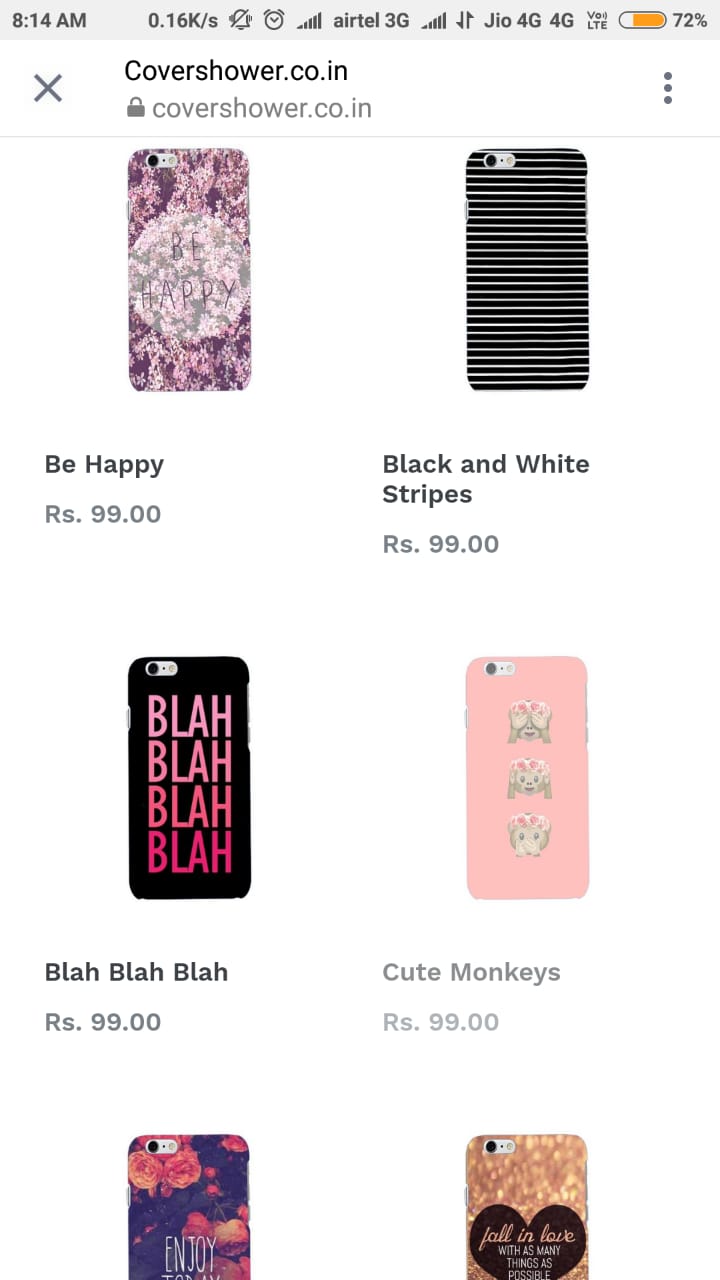 8:14 AM 0.16K/s airtel 3G Jio 4G 4G VoLTE 72%
Covershower.co.in
covershower.co.in
BE
HAPPY
Be Happy
Rs. 99.00
Black and White
Stripes
Rs. 99.00
BLAH
BLAH
BLAH
BLAH
Blah Blah Blah
Rs. 99.00
Cute Monkeys
Rs. 99.00
ENJOY
TODAY
fall in love
WITH AS MANY
THINGS AS
POSSIBLE